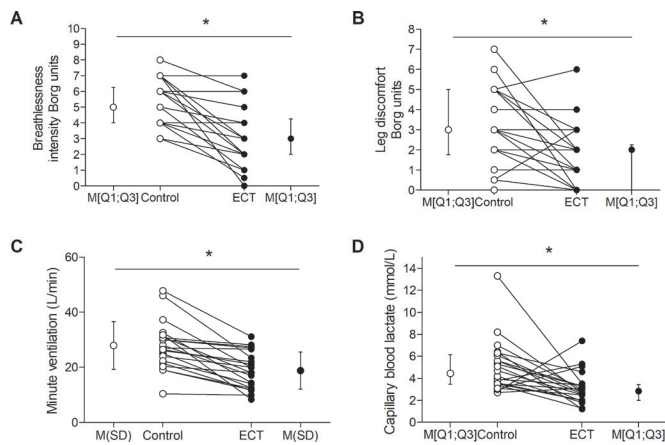 A
*
Breathlessness
intensity Borg units
10
9
8
7
6
5
4
3
2
1
0
M[Q1;Q3] Control ECT M[Q1;Q3]
B
*
Leg discomfort
Borg units
7
6
5
4
3
2
1
0
M[Q1;Q3] Control ECT M[Q1;Q3]
C
*
Minute ventilation (L/min)
60
40
20
0
M(SD) Control ECT M(SD)
D
*
Capillary blood lactate (mmol/L)
16
14
12
10
8
6
4
2
0
M[Q1;Q3] Control ECT M[Q1;Q3]